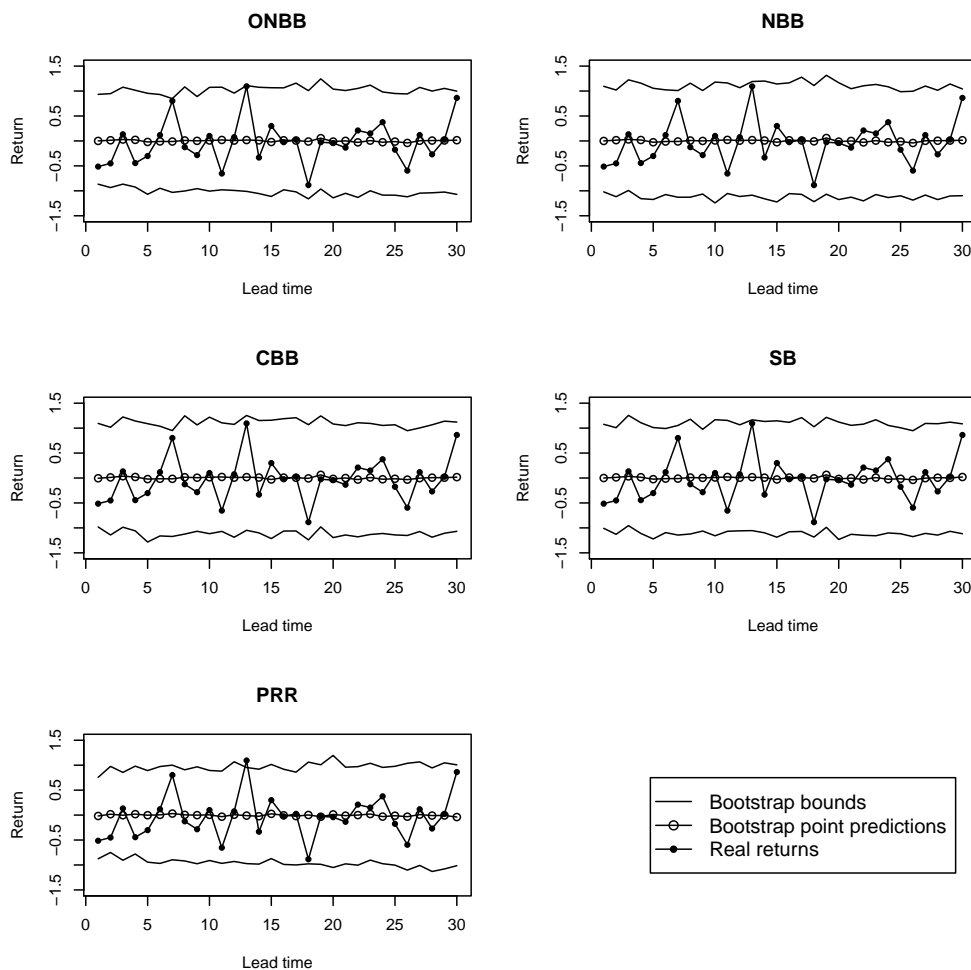 ONBB
Return
1.5
0.5
−0.5
−1.5
0 5 10 15 20 25 30
Lead time
NBB
Return
1.5
0.5
−0.5
−1.5
0 5 10 15 20 25 30
Lead time
CBB
Return
1.5
0.5
−0.5
−1.5
0 5 10 15 20 25 30
Lead time
SB
Return
1.5
0.5
−0.5
−1.5
0 5 10 15 20 25 30
Lead time
PRR
Return
1.5
0.5
−0.5
−1.5
0 5 10 15 20 25 30
Lead time
Bootstrap bounds
Bootstrap point predictions
Real returns